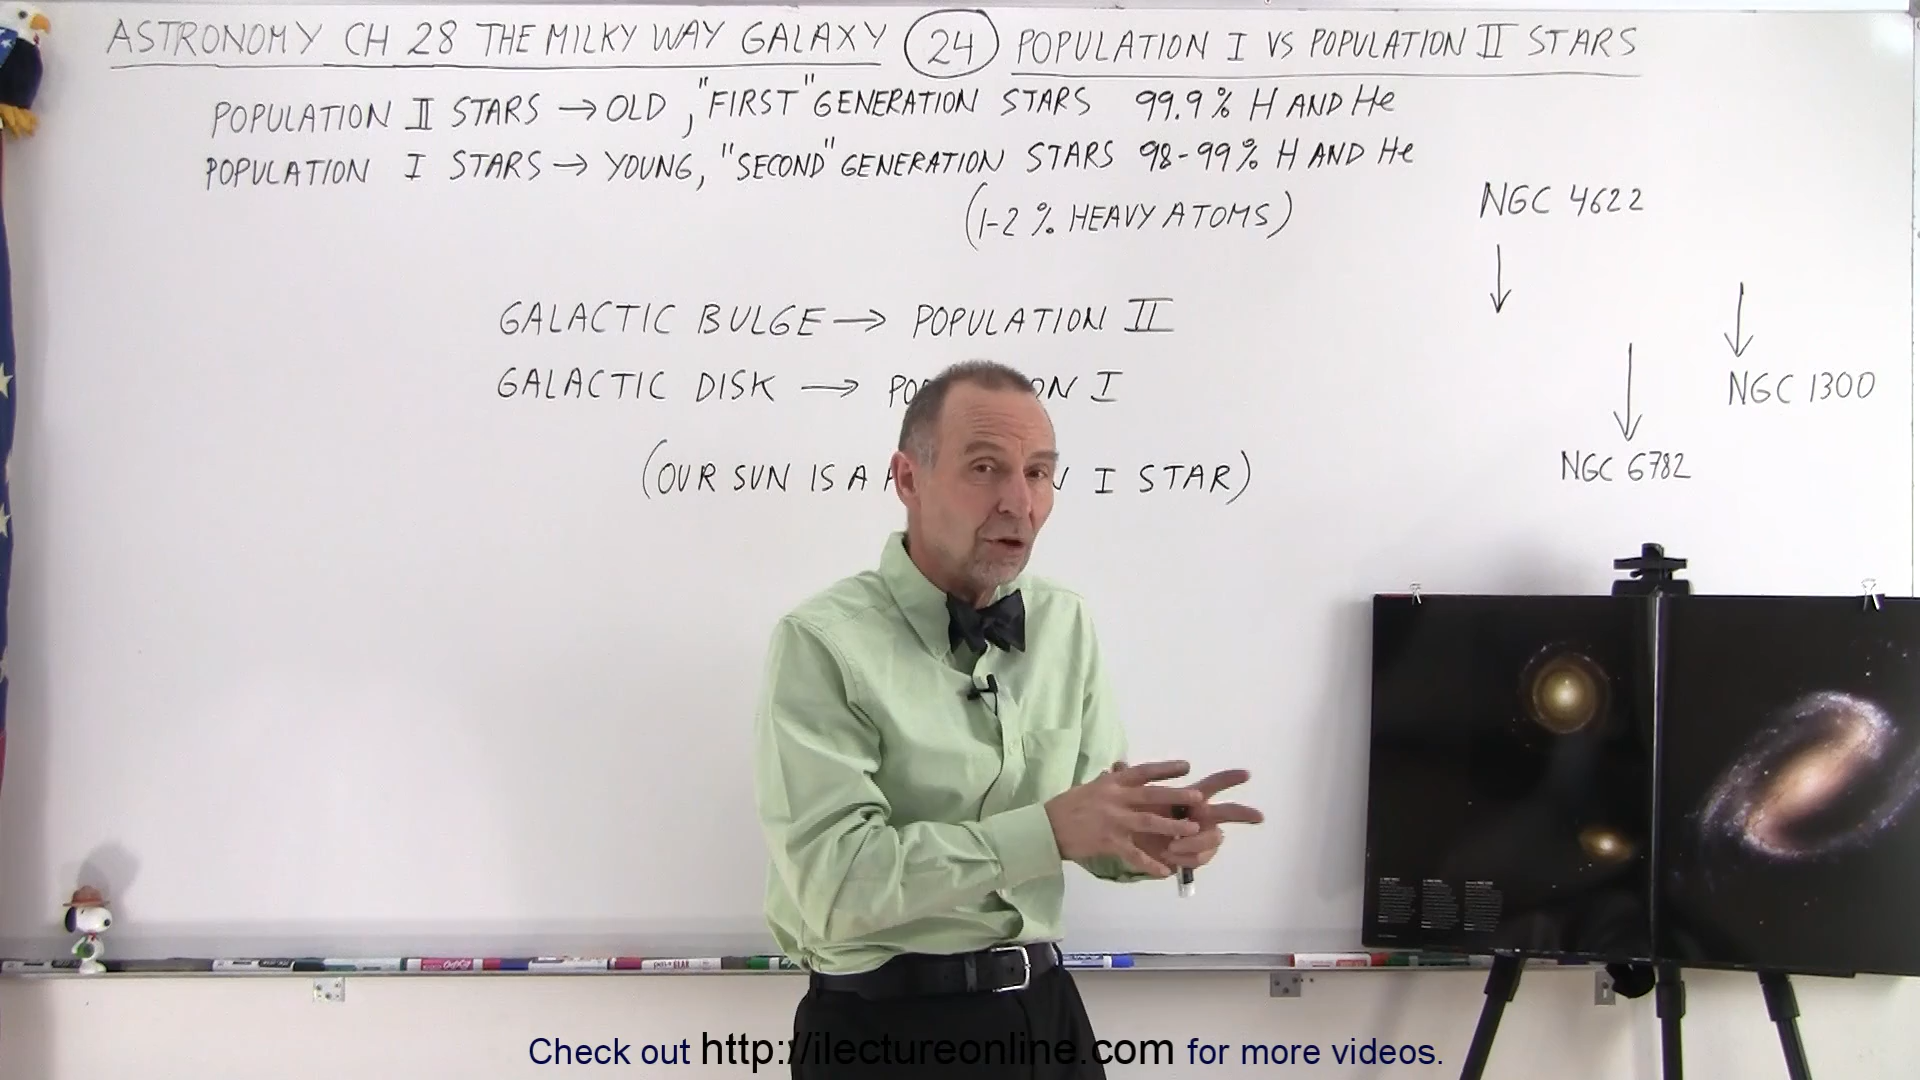 ASTRONOMY CH 28 THE MILKY WAY GALAXY 24 POPULATION I VS POPULATION II STARS
POPULATION II STARS → OLD, "FIRST" GENERATION STARS 99.9% H AND He
POPULATION I STARS → YOUNG, "SECOND" GENERATION STARS 98-99% H AND He
(1-2% HEAVY ATOMS)
NGC 4622
GALACTIC BULGE → POPULATION II
GALACTIC DISK → PO ON I
NGC 1300
(OUR SUN IS A I STAR)
NGC 6782
Check out http://ilectureonline.com for more videos.